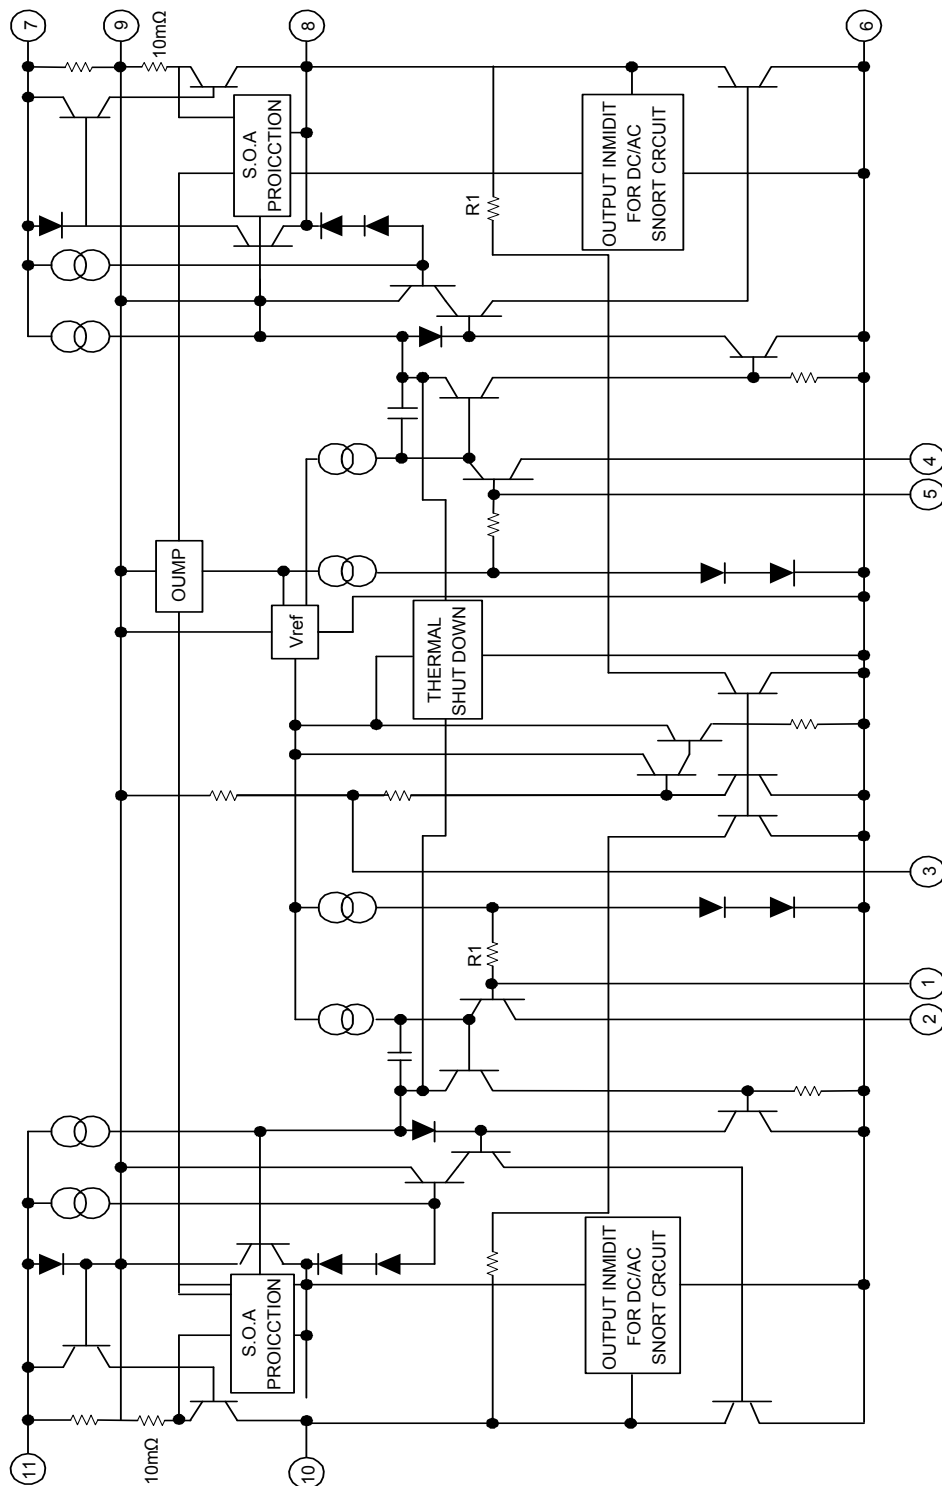 11
7
9
10mΩ
10mΩ
OUMP
S.O.A
PROICCTION
S.O.A
PROICCTION
Vref
10
8
THERMAL
SHUT DOWN
R1
R1
OUTPUT INMIDIT
FOR DC/AC
SNORT CRCUIT
OUTPUT INMIDIT
FOR DC/AC
SNORT CRCUIT
6
2
1
3
5
4